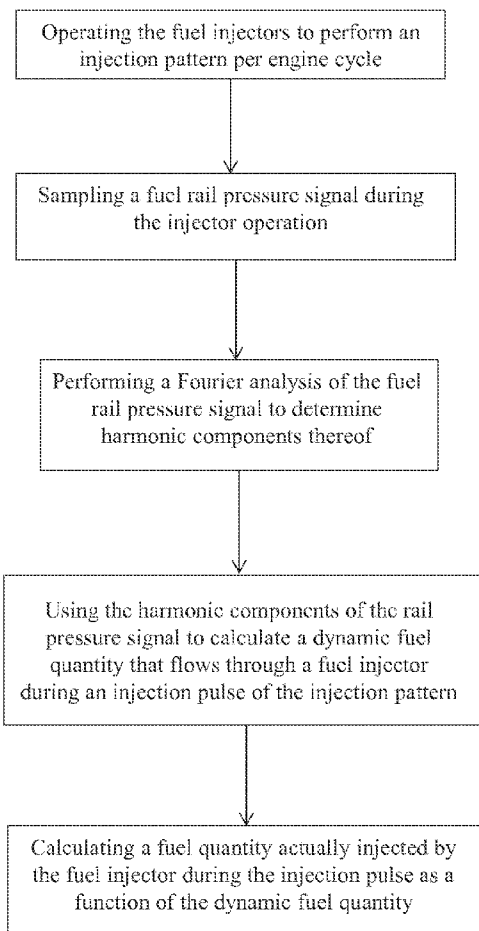 Operating the fuel injectors to perform an
injection pattern per engine cycle
Sampling a fuel rail pressure signal during
the injector operation
Performing a Fourier analysis of the fuel
rail pressure signal to determine
harmonic components thereof
Using the harmonic components of the rail
pressure signal to calculate a dynamic fuel
quantity that flows through a fuel injector
during an injection pulse of the injection pattern
Calculating a fuel quantity actually injected by
the fuel injector during the injection pulse as a
function of the dynamic fuel quantity